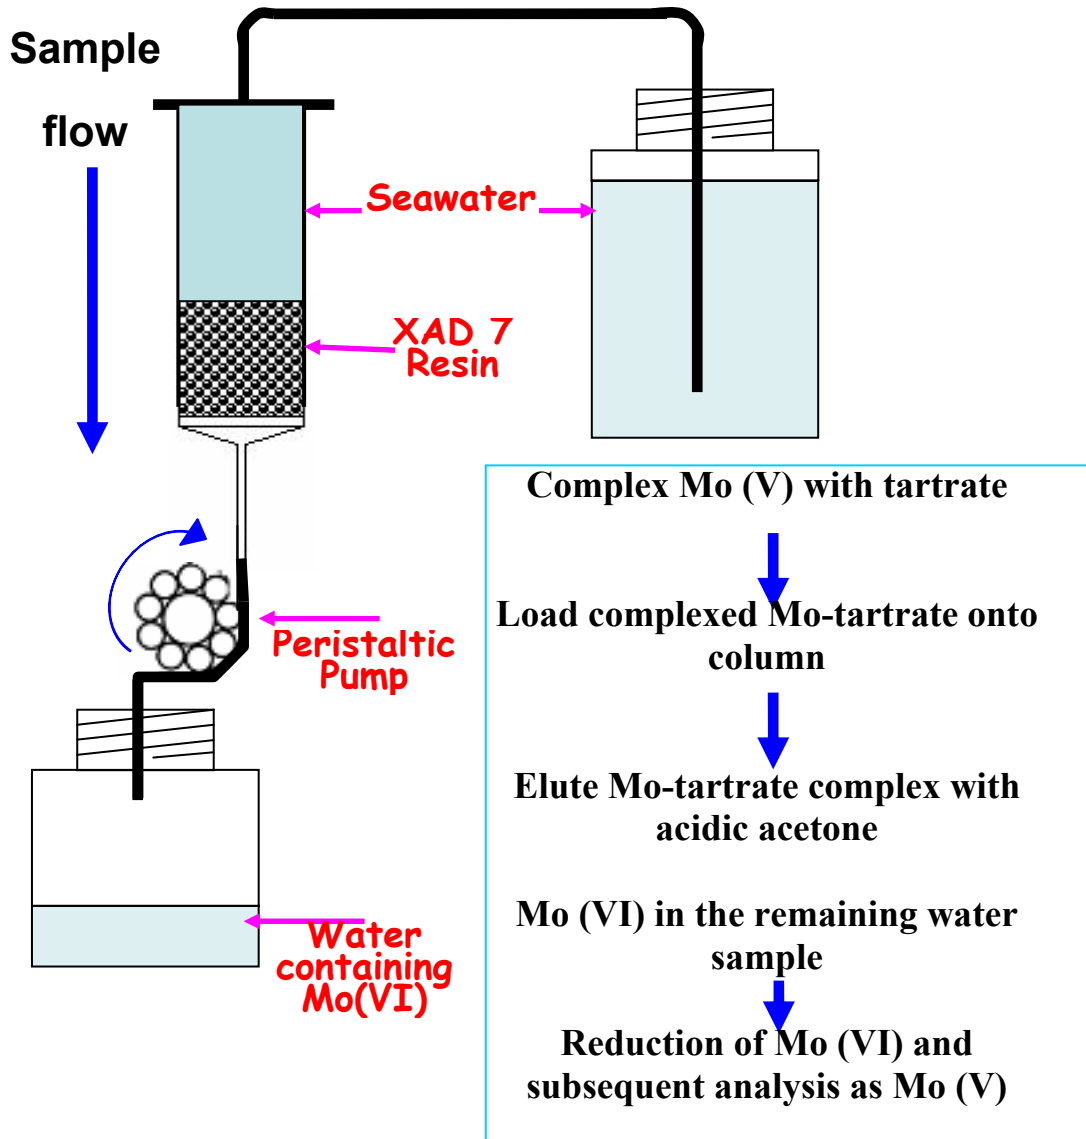 Sample
flow
Seawater
XAD 7
Resin
Peristaltic
Pump
Water
containing
Mo(VI)
Complex Mo (V) with tartrate
Load complexed Mo-tartrate onto
column
Elute Mo-tartrate complex with
acidic acetone
Mo (VI) in the remaining water
sample
Reduction of Mo (VI) and
subsequent analysis as Mo (V)